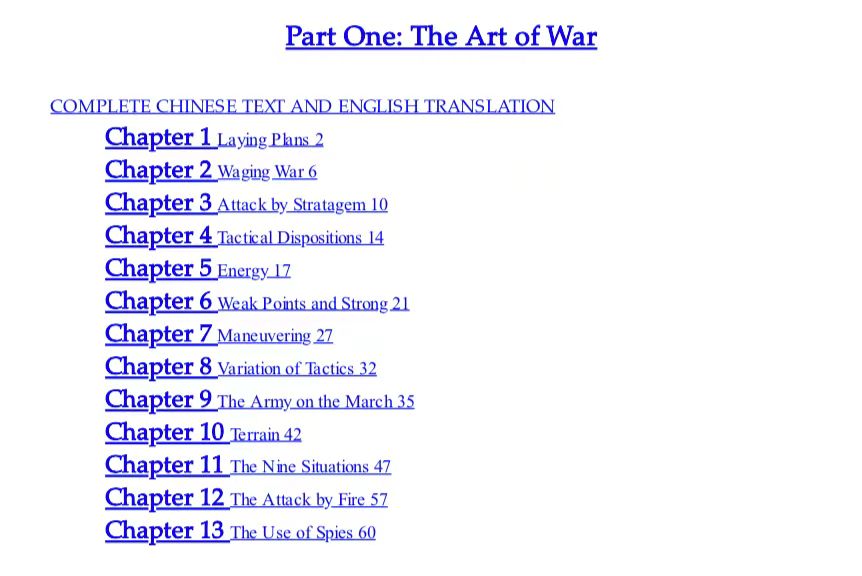 Part One: The Art of War
COMPLETE CHINESE TEXT AND ENGLISH TRANSLATION
Chapter 1 Laying Plans 2
Chapter 2 Waging War 6
Chapter 3 Attack by Stratagem 10
Chapter 4 Tactical Dispositions 14
Chapter 5 Energy 17
Chapter 6 Weak Points and Strong 21
Chapter 7 Maneuvering 27
Chapter 8 Variation of Tactics 32
Chapter 9 The Army on the March 35
Chapter 10 Terrain 42
Chapter 11 The Nine Situations 47
Chapter 12 The Attack by Fire 57
Chapter 13 The Use of Spies 60